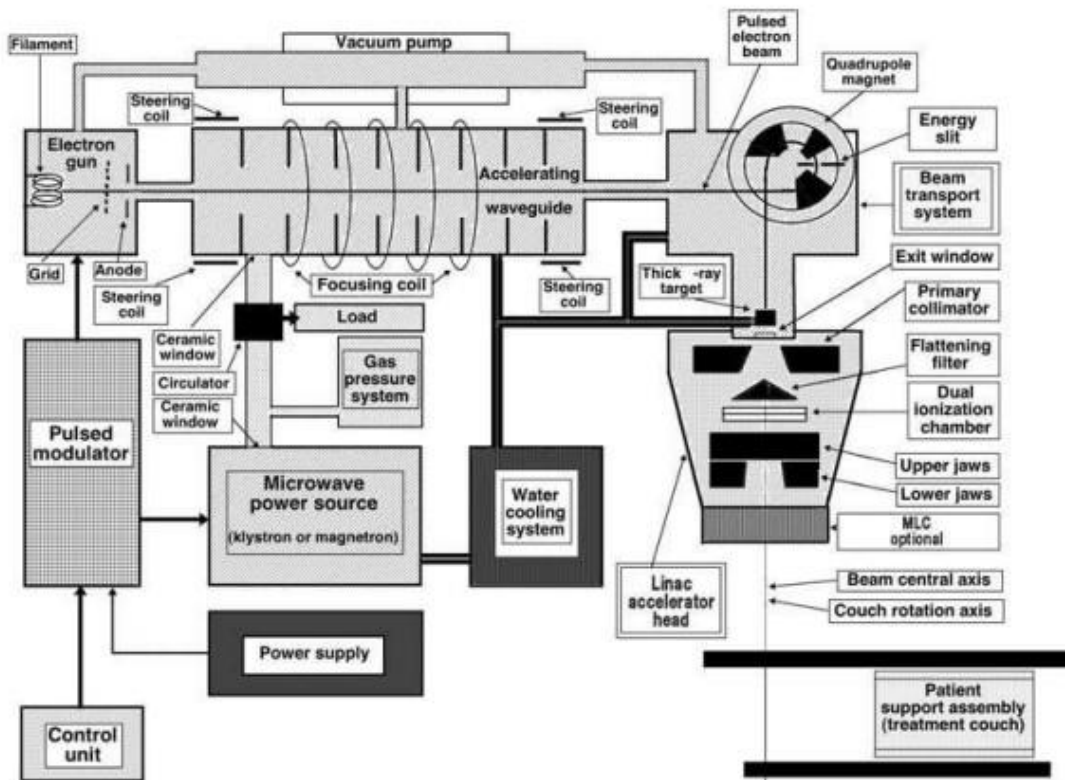 Filament
Vacuum pump
Pulsed
electron
beam
Quadrupole
magnet
Steering
coil
Steering
coil
Energy
slit
Electron
gun
Accelerating
waveguide
Beam
transport
system
Grid
Anode
Steering
coil
Focusing coil
Steering
coil
Thick -ray
target
Exit window
Primary
collimator
Ceramic
window
Load
Circulator
Gas
pressure
system
Ceramic
window
Flattening
filter
Dual
ionization
chamber
Pulsed
modulator
Microwave
power source
(klystron or magnetron)
Water
cooling
system
Upper jaws
Lower jaws
MLC
optional
Linac
accelerator
head
Beam central axis
Couch rotation axis
Power supply
Control
unit
Patient
support assembly
(treatment couch)